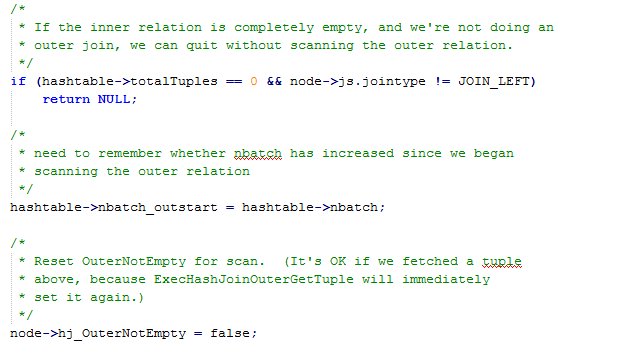 /*
 * If the inner relation is completely empty, and we're not doing an
 * outer join, we can quit without scanning the outer relation.
 */
if (hashtable->totalTuples == 0 && node->js.jointype != JOIN_LEFT)
    return NULL;
/*
 * need to remember whether nbatch has increased since we began
 * scanning the outer relation
 */
hashtable->nbatch_outstart = hashtable->nbatch;
/*
 * Reset OuterNotEmpty for scan.  (It's OK if we fetched a tuple
 * above, because ExecHashJoinOuterGetTuple will immediately
 * set it again.)
 */
node->hj_OuterNotEmpty = false;